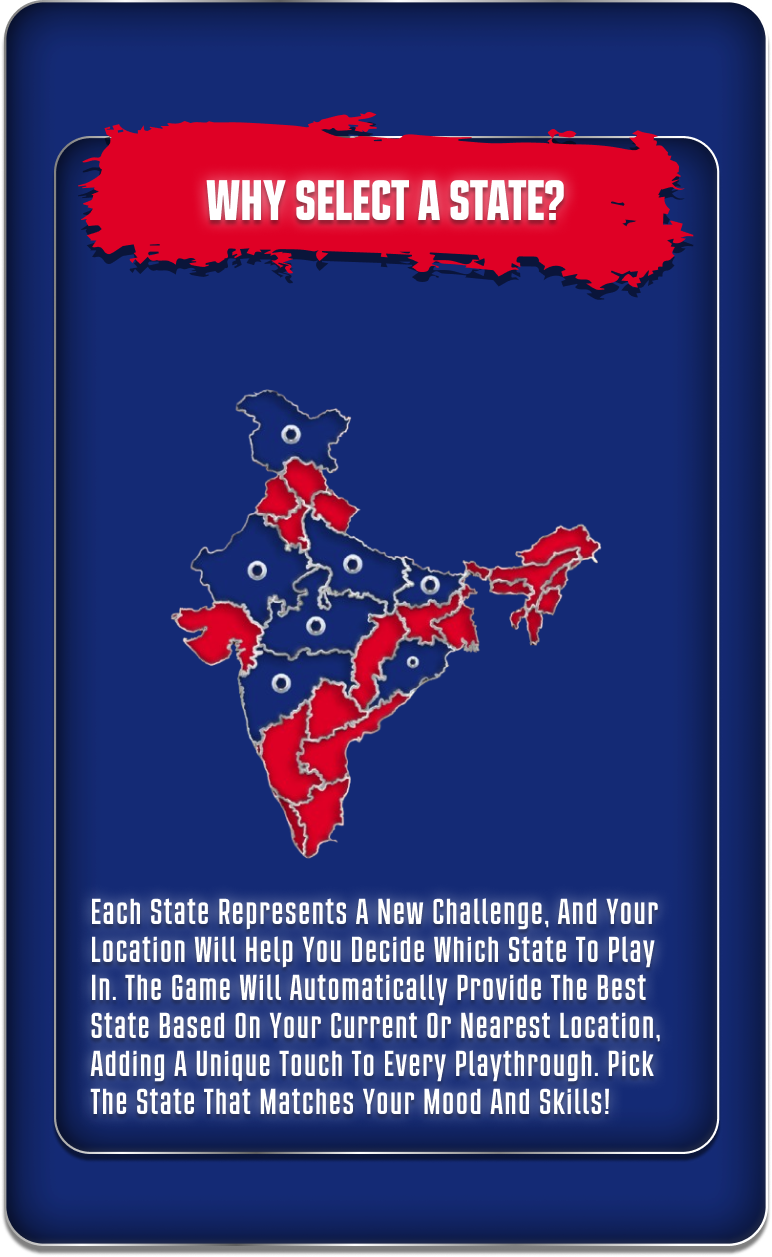 WHY SELECT A STATE?
Each State Represents A New Challenge, And Your
Location Will Help You Decide Which State To Play
In. The Game Will Automatically Provide The Best
State Based On Your Current Or Nearest Location,
Adding A Unique Touch To Every Playthrough. Pick
The State That Matches Your Mood And Skills!